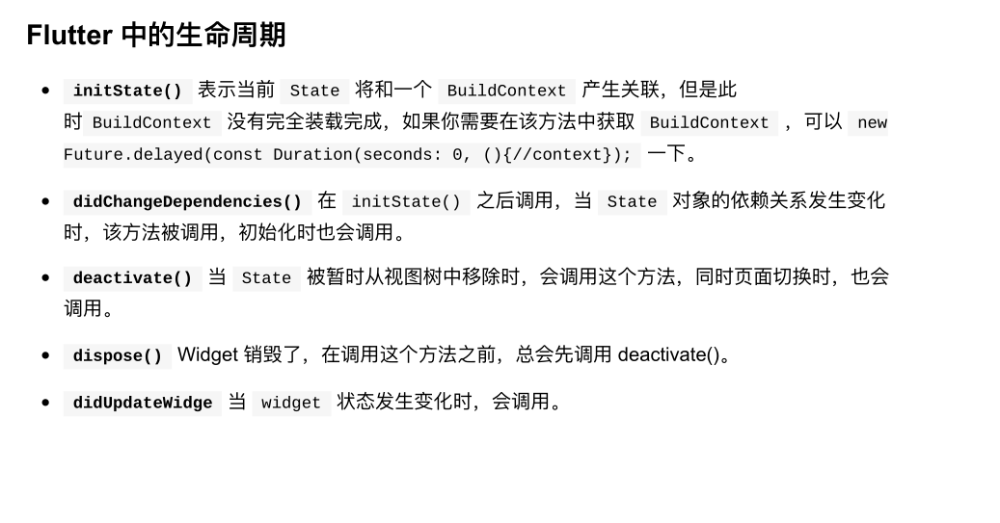 Flutter 中的生命周期
initState() 表示当前 State 将和一个 BuildContext 产生关联，但是此
时 BuildContext 没有完全装载完成，如果你需要在该方法中获取 BuildContext ，可以 new
Future.delayed(const Duration(seconds: 0, (){//context}); 一下。
didChangeDependencies() 在 initState() 之后调用，当 State 对象的依赖关系发生变化
时，该方法被调用，初始化时也会调用。
deactivate() 当 State 被暂时从视图树中移除时，会调用这个方法，同时页面切换时，也会
调用。
dispose() Widget 销毁了，在调用这个方法之前，总会先调用 deactivate()。
didUpdateWidge 当 widget 状态发生变化时，会调用。